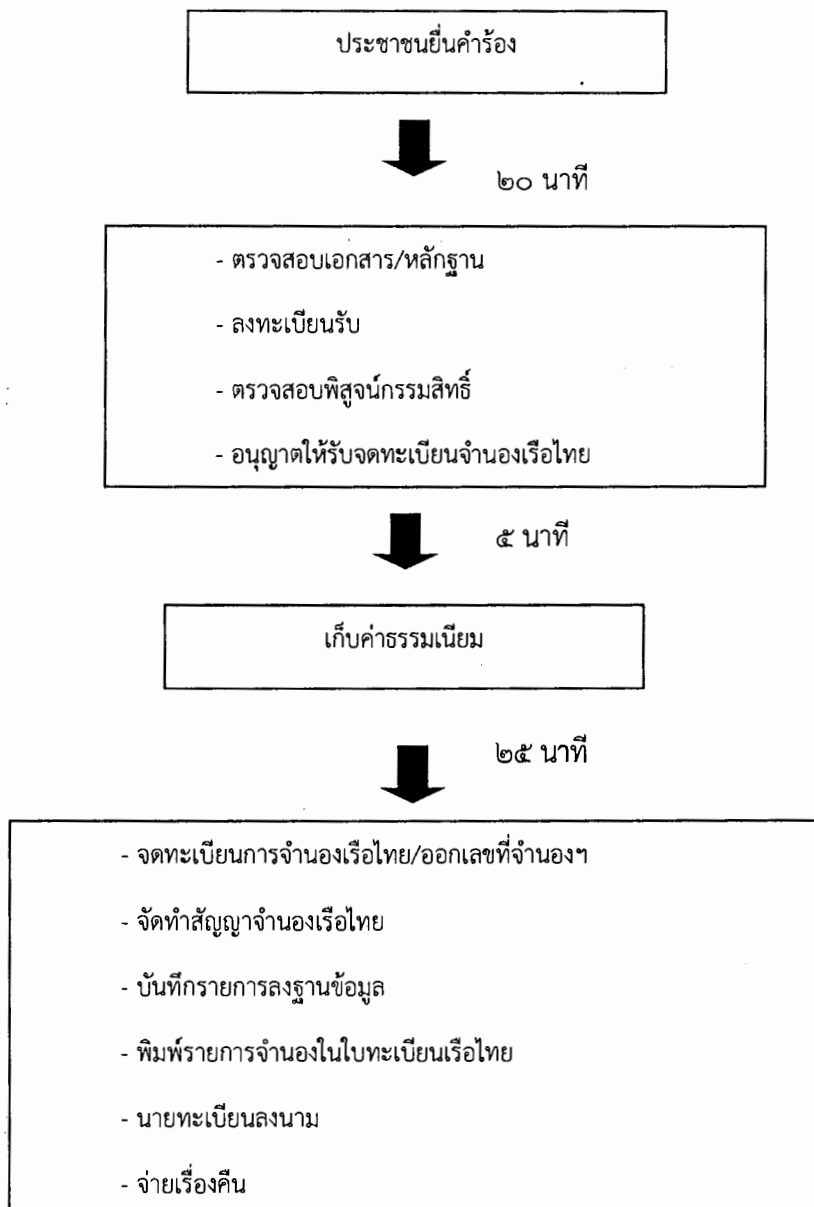 ประชาชนยื่นคำร้อง
๒๐ นาที
- ตรวจสอบเอกสาร/หลักฐาน
- ลงทะเบียนรับ
- ตรวจสอบพิสูจน์กรรมสิทธิ์
- อนุญาตให้รับจดทะเบียนจำนองเรือไทย
๕ นาที
เก็บค่าธรรมเนียม
๒๕ นาที
- จดทะเบียนการจำนองเรือไทย/ออกเลขที่จำนองฯ
- จัดทำสัญญาจำนองเรือไทย
- บันทึกรายการลงฐานข้อมูล
- พิมพ์รายการจำนองในใบทะเบียนเรือไทย
- นายทะเบียนลงนาม
- จ่ายเรื่องคืน